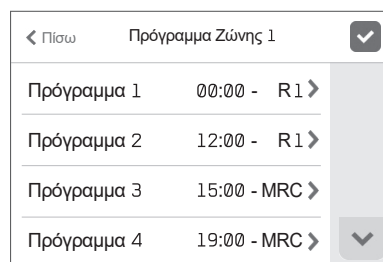 Πίσω Πρόγραμμα Ζώνης 1
Πρόγραμμα 1 00:00 - R1
Πρόγραμμα 2 12:00 - R1
Πρόγραμμα 3 15:00 - MRC
Πρόγραμμα 4 19:00 - MRC